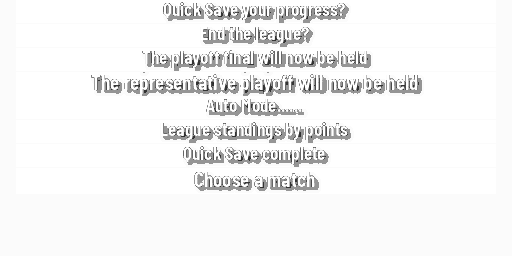 Quick Save your progress?
End the league?
The playoff final will now be held
The representative playoff will now be held
Auto Mode......
League standings by points
Quick Save complete
Choose a match